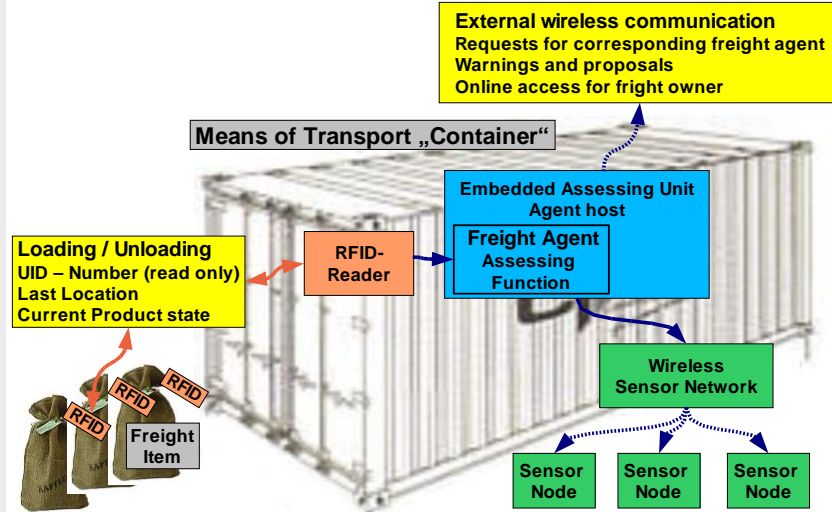 External wireless communication
Requests for corresponding freight agent
Warnings and proposals
Online access for fright owner
Means of Transport „Container“
Embedded Assessing Unit
Agent host
Freight Agent
Assessing
Function
RFID-
Reader
Loading / Unloading
UID – Number (read only)
Last Location
Current Product state
Wireless
Sensor Network
RFID
RFID
RFID
Freight
Item
Sensor
Node
Sensor
Node
Sensor
Node